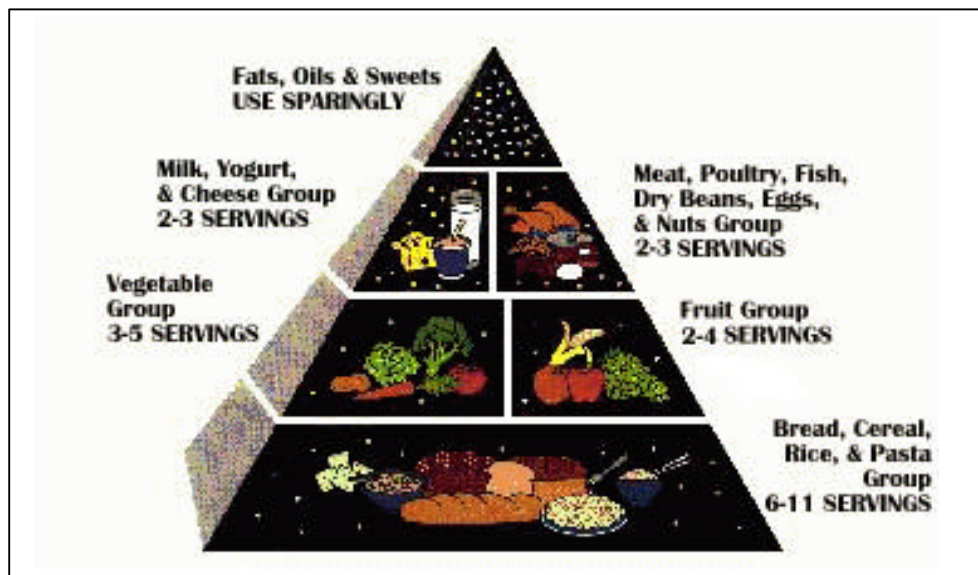 Fats, Oils & Sweets
USE SPARINGLY
Milk, Yogurt,
& Cheese Group
2-3 SERVINGS
Meat, Poultry, Fish,
Dry Beans, Eggs,
& Nuts Group
2-3 SERVINGS
Vegetable
Group
3-5 SERVINGS
Fruit Group
2-4 SERVINGS
Bread, Cereal,
Rice, & Pasta
Group
6-11 SERVINGS